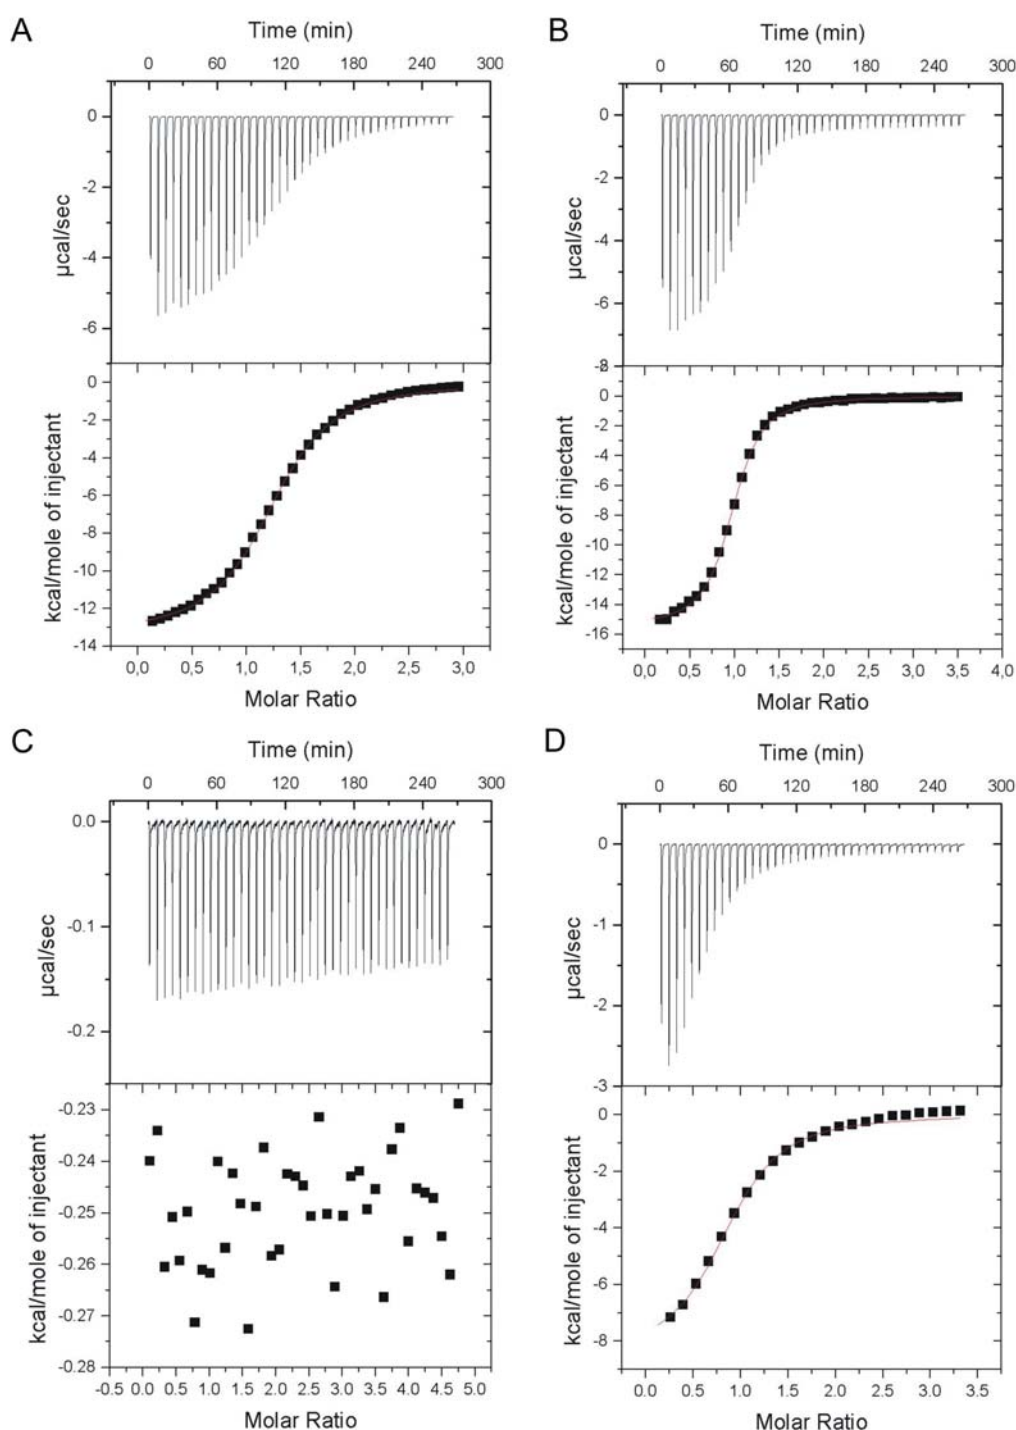 A
Time (min)
0 60 120 180 240 300
0
-2
-4
-6
µcal/sec
0
-2
-4
-6
-8
-10
-12
-14
kcal/mole of injectant
0,0 0,5 1,0 1,5 2,0 2,5 3,0
Molar Ratio
B
Time (min)
0 60 120 180 240 300
0
-2
-4
-6
-8
µcal/sec
0
-2
-4
-6
-8
-10
-12
-14
-16
kcal/mole of injectant
0,0 0,5 1,0 1,5 2,0 2,5 3,0 3,5 4,0
Molar Ratio
C
Time (min)
0 60 120 180 240 300
0.0
-0.1
-0.2
µcal/sec
-0.23
-0.24
-0.25
-0.26
-0.27
-0.28
kcal/mole of injectant
-0.5 0.0 0.5 1.0 1.5 2.0 2.5 3.0 3.5 4.0 4.5 5.0
Molar Ratio
D
Time (min)
0 60 120 180 240 300
0
-1
-2
-3
µcal/sec
0
-2
-4
-6
-8
kcal/mole of injectant
0.0 0.5 1.0 1.5 2.0 2.5 3.0 3.5
Molar Ratio